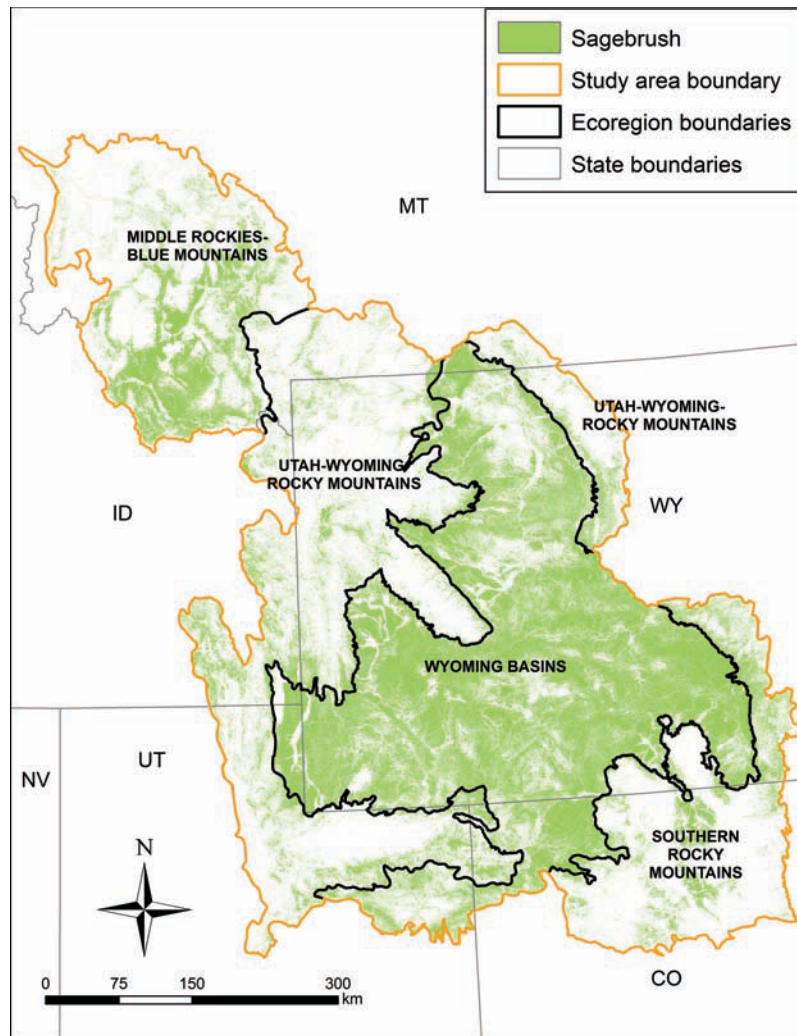 Sagebrush
Study area boundary
Ecoregion boundaries
State boundaries
MT
MIDDLE ROCKIES-
BLUE MOUNTAINS
UTAH-WYOMING-
ROCKY MOUNTAINS
UTAH-WYOMING
ROCKY MOUNTAINS
ID
WY
WYOMING BASINS
UT
NV
SOUTHERN
ROCKY
MOUNTAINS
N
CO
0 75 150 300
km